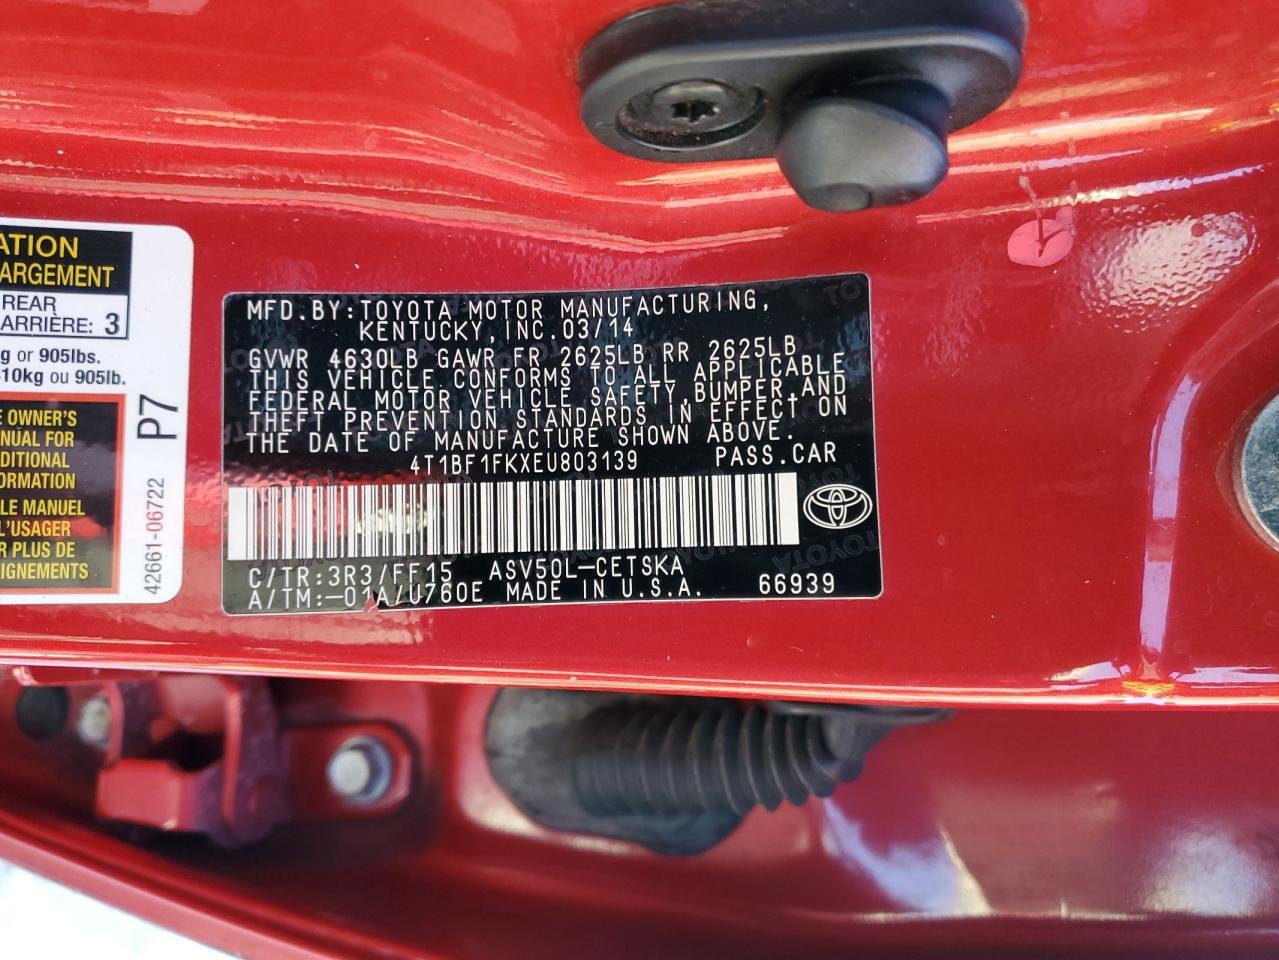 ATION
ARGEMENT
REAR
ARRIÈRE: 3
g or 905lbs.
10kg ou 905lb.
E OWNER'S
ANUAL FOR
DITIONAL
ORMATION
LE MANUEL
L'USAGER
R PLUS DE
IGNEMENTS
P7
42661-06722
MFD.BY:TOYOTA MOTOR MANUFACTURING,
KENTUCKY,INC.03/14
GVWR 4630LB GAWR FR 2625LB RR 2625LB
THIS VEHICLE CONFORMS TO ALL APPLICABLE
FEDERAL MOTOR VEHICLE SAFETY,BUMPER,AND
THEFT PREVENTION STANDARDS IN EFFECT ON
THE DATE OF MANUFACTURE SHOWN ABOVE.
4T1BF1FKXEU803139 PASS.CAR
C/TR:3R3/FF15 ASV50L-CETSKA
A/TM:-01A/U760E MADE IN U.S.A. 66939